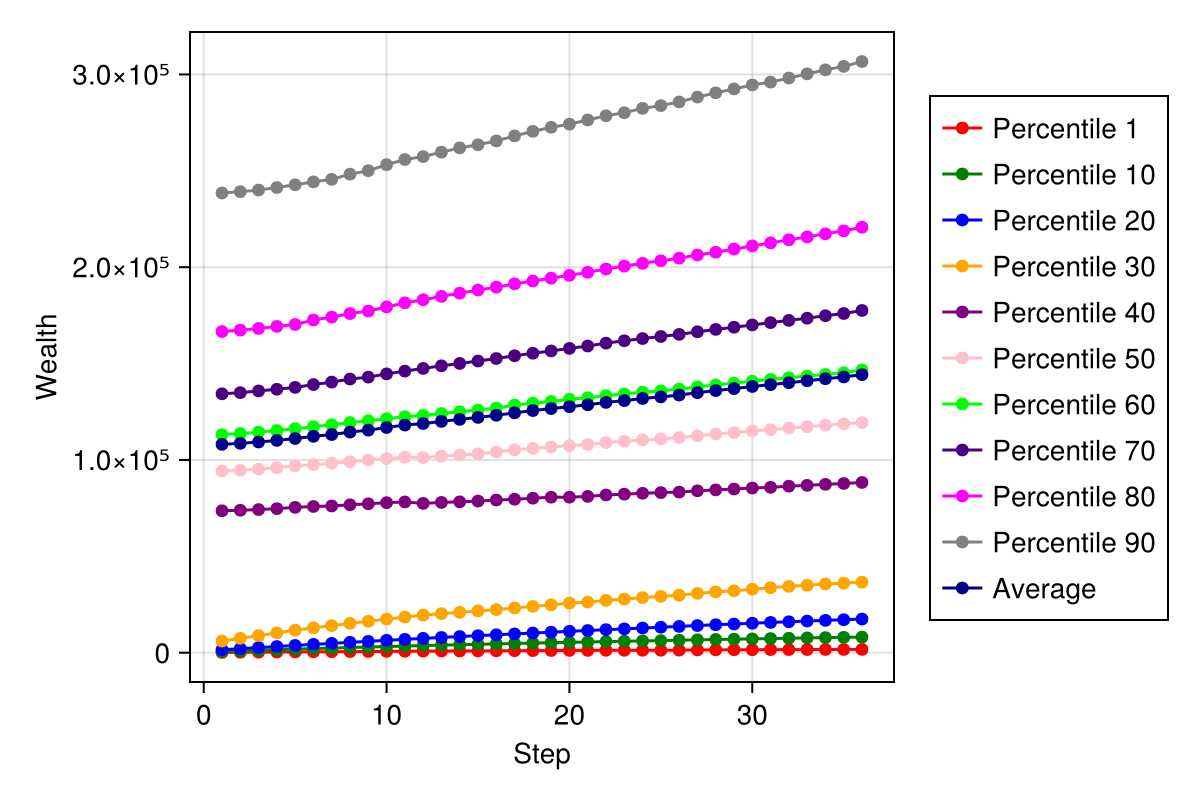 3.0×10⁵
2.0×10⁵
1.0×10⁵
0
Wealth
0 10 20 30
Step
Percentile 1
Percentile 10
Percentile 20
Percentile 30
Percentile 40
Percentile 50
Percentile 60
Percentile 70
Percentile 80
Percentile 90
Average